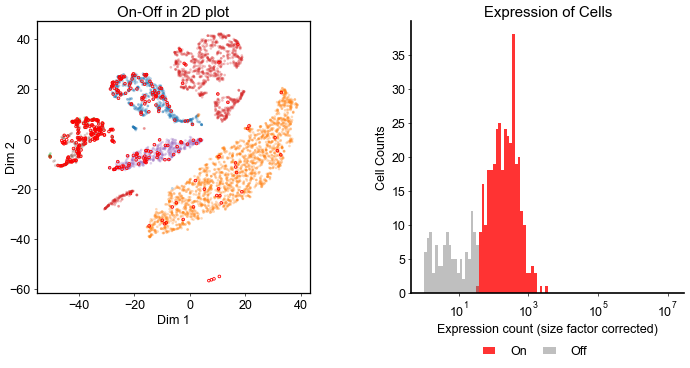 On-Off in 2D plot
Dim 2
40
20
0
−20
−40
−60
−40 −20 0 20 40
Dim 1
Expression of Cells
Cell Counts
35
30
25
20
15
10
5
0
10^1 10^3 10^5 10^7
Expression count (size factor corrected)
On Off